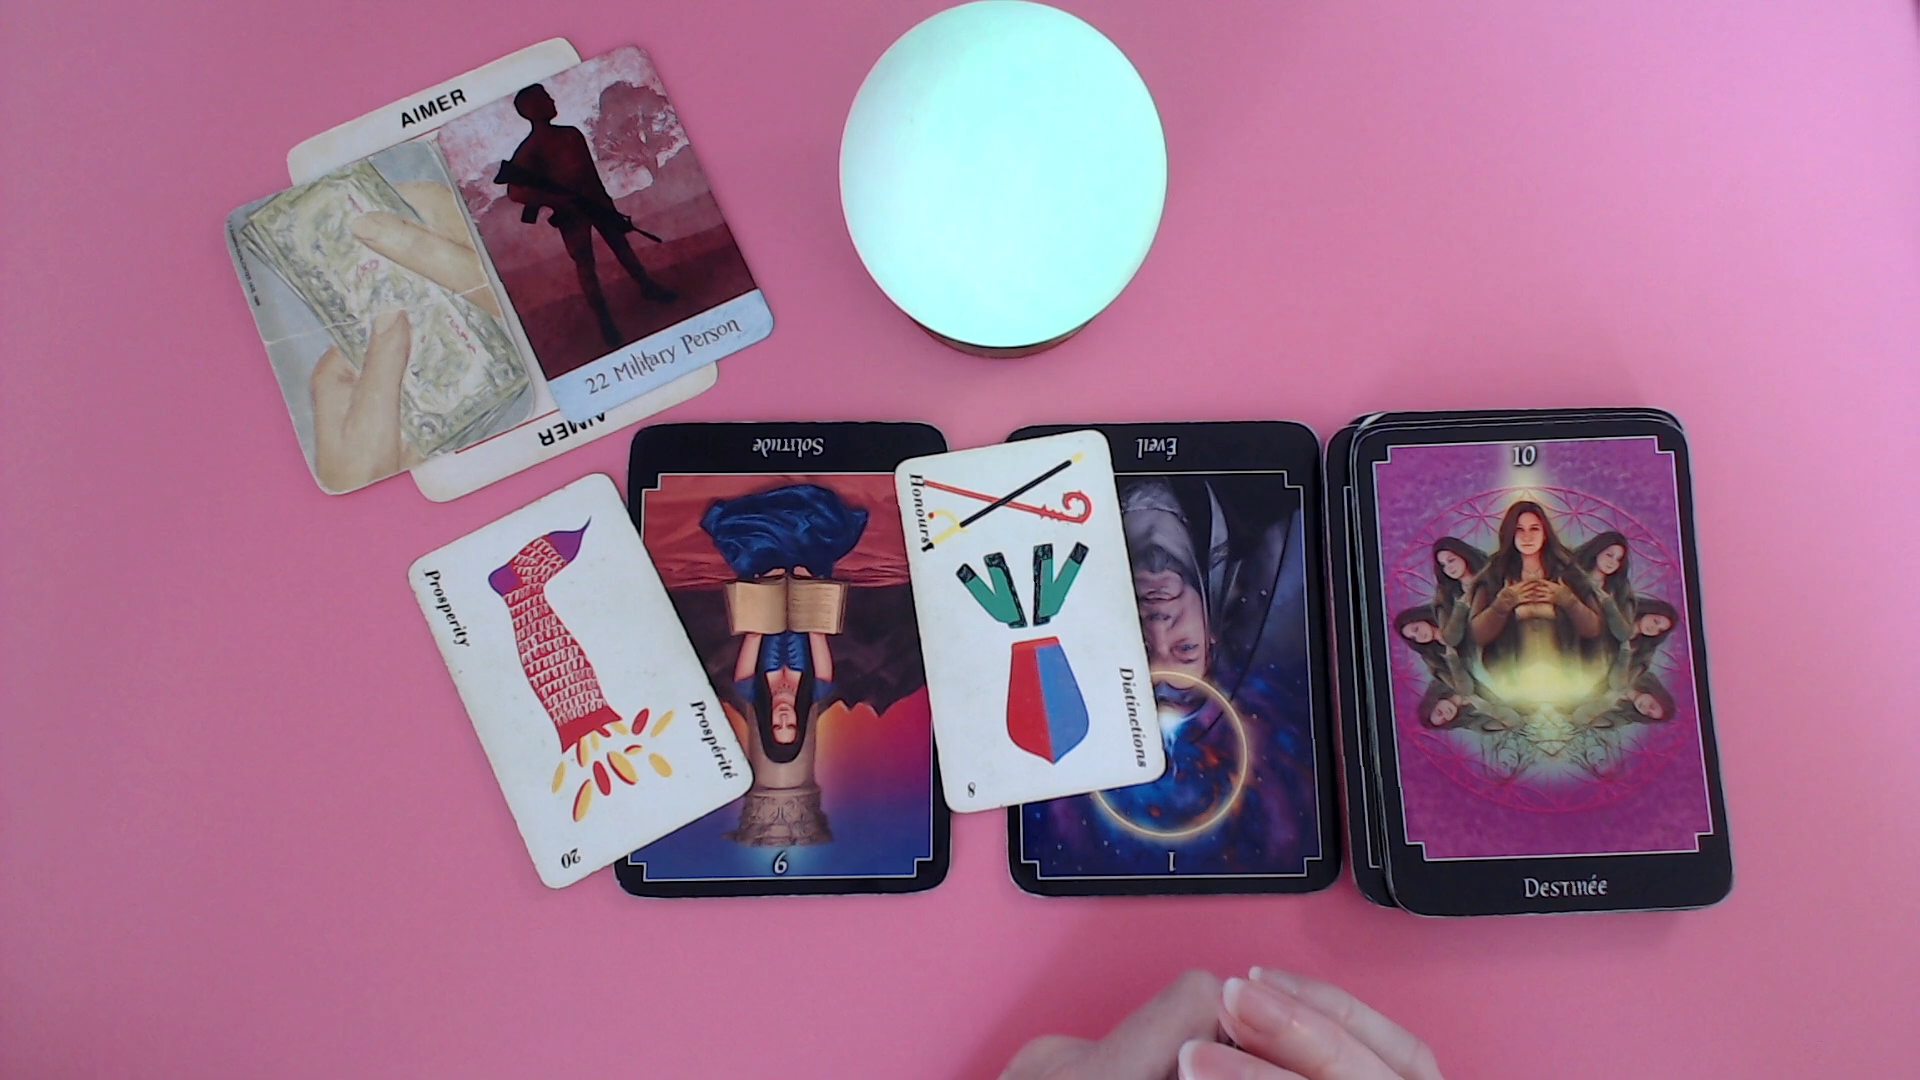 AIMER
22 Military Person
AIMER
Prosperity
Prospérité
20
Solitude
9
Honours
Distinctions
8
Éveil
1
10
Destinée